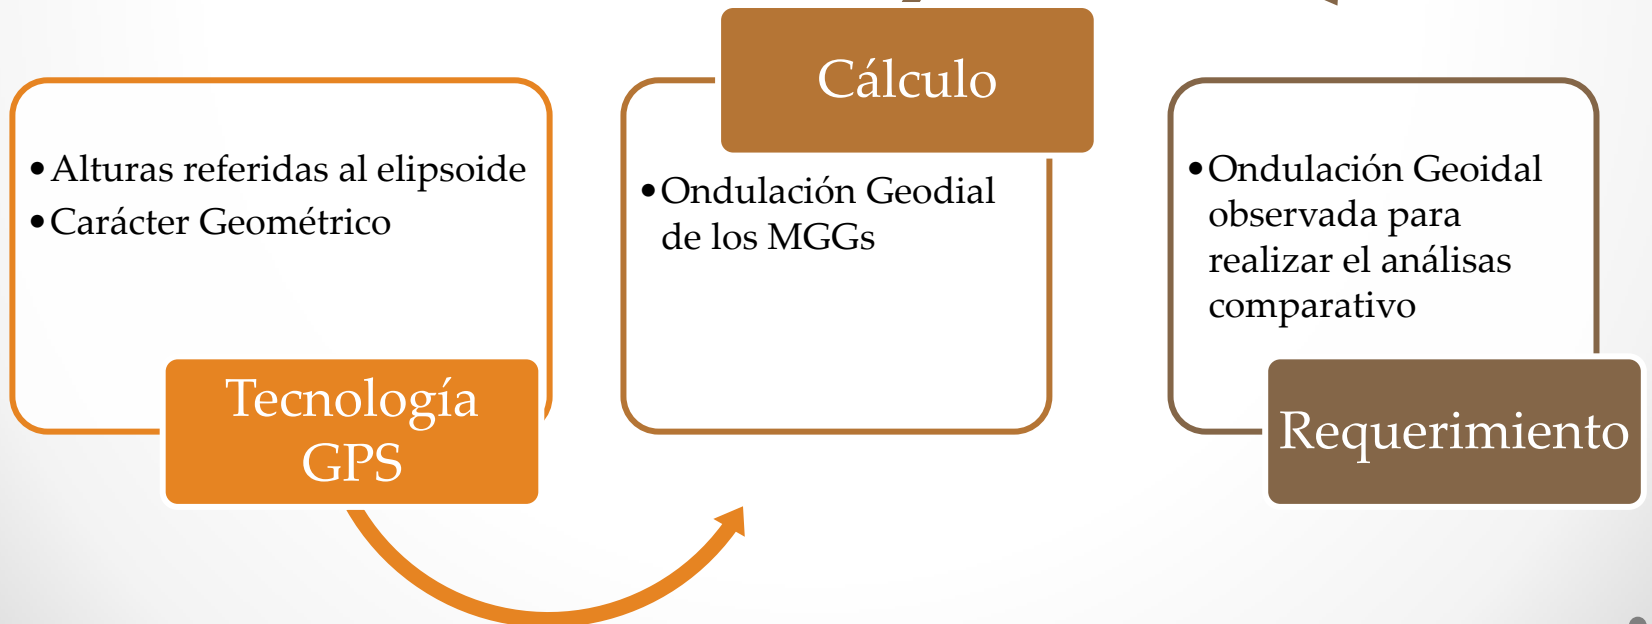 •Alturas referidas al elipsoide
•Carácter Geométrico
Tecnología
GPS
Cálculo
•Ondulación Geodial
de los MGGs
•Ondulación Geoidal
observada para
realizar el análisas
comparativo
Requerimiento